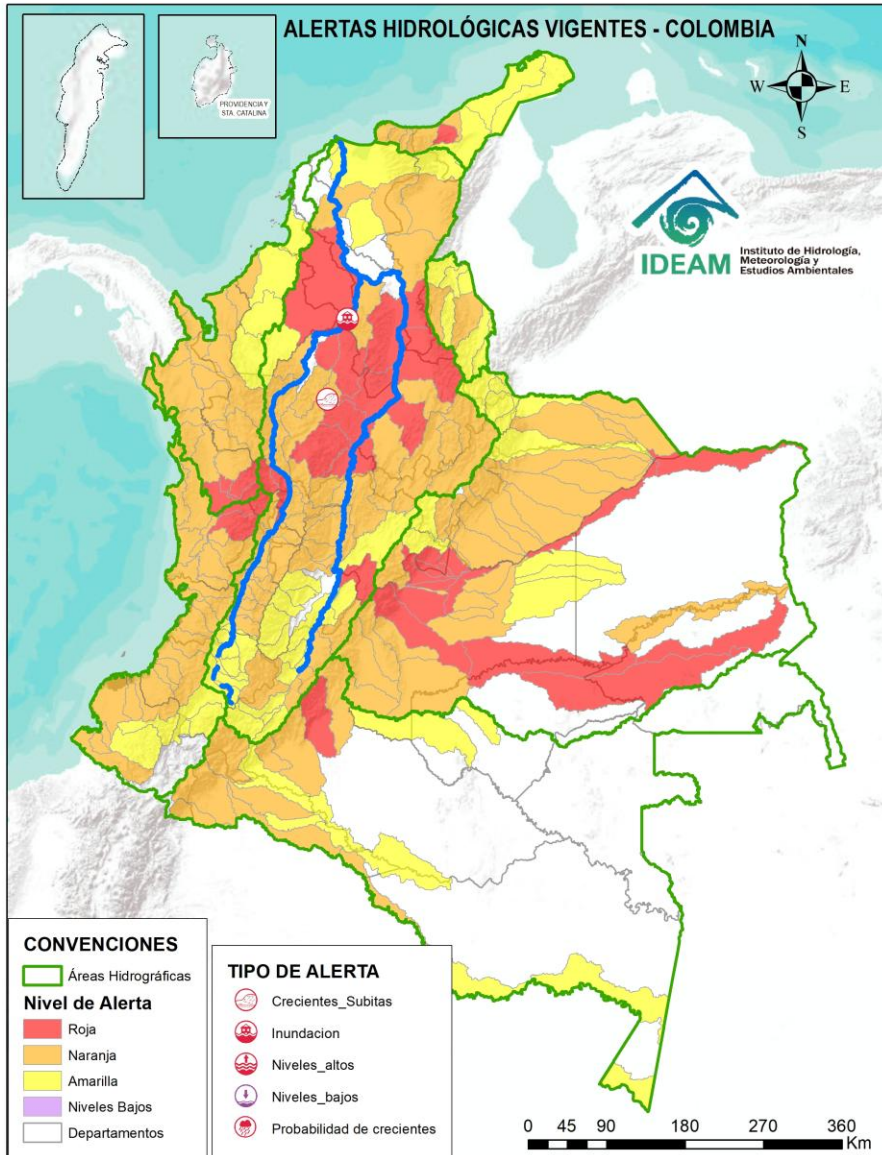 ALERTAS HIDROLÓGICAS VIGENTES - COLOMBIA
PROVIDENCIA Y
STA. CATALINA
N
W
E
S
IDEAM
Instituto de Hidrología,
Meteorología y
Estudios Ambientales
CONVENCIONES
Áreas Hidrográficas
Nivel de Alerta
Roja
Naranja
Amarilla
Niveles Bajos
Departamentos
TIPO DE ALERTA
Crecientes_Subitas
Inundacion
Niveles_altos
Niveles_bajos
Probabilidad de crecientes
0 45 90 180 270 360
Km